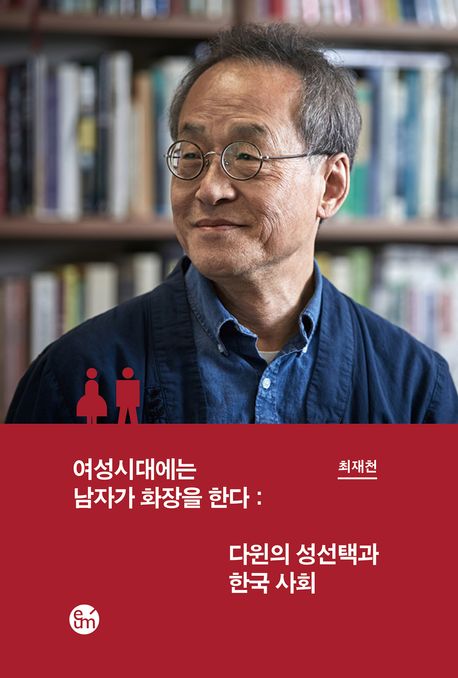 여성시대에는
남자가 화장을 한다 :
최재천
다윈의 성선택과
한국 사회
eum